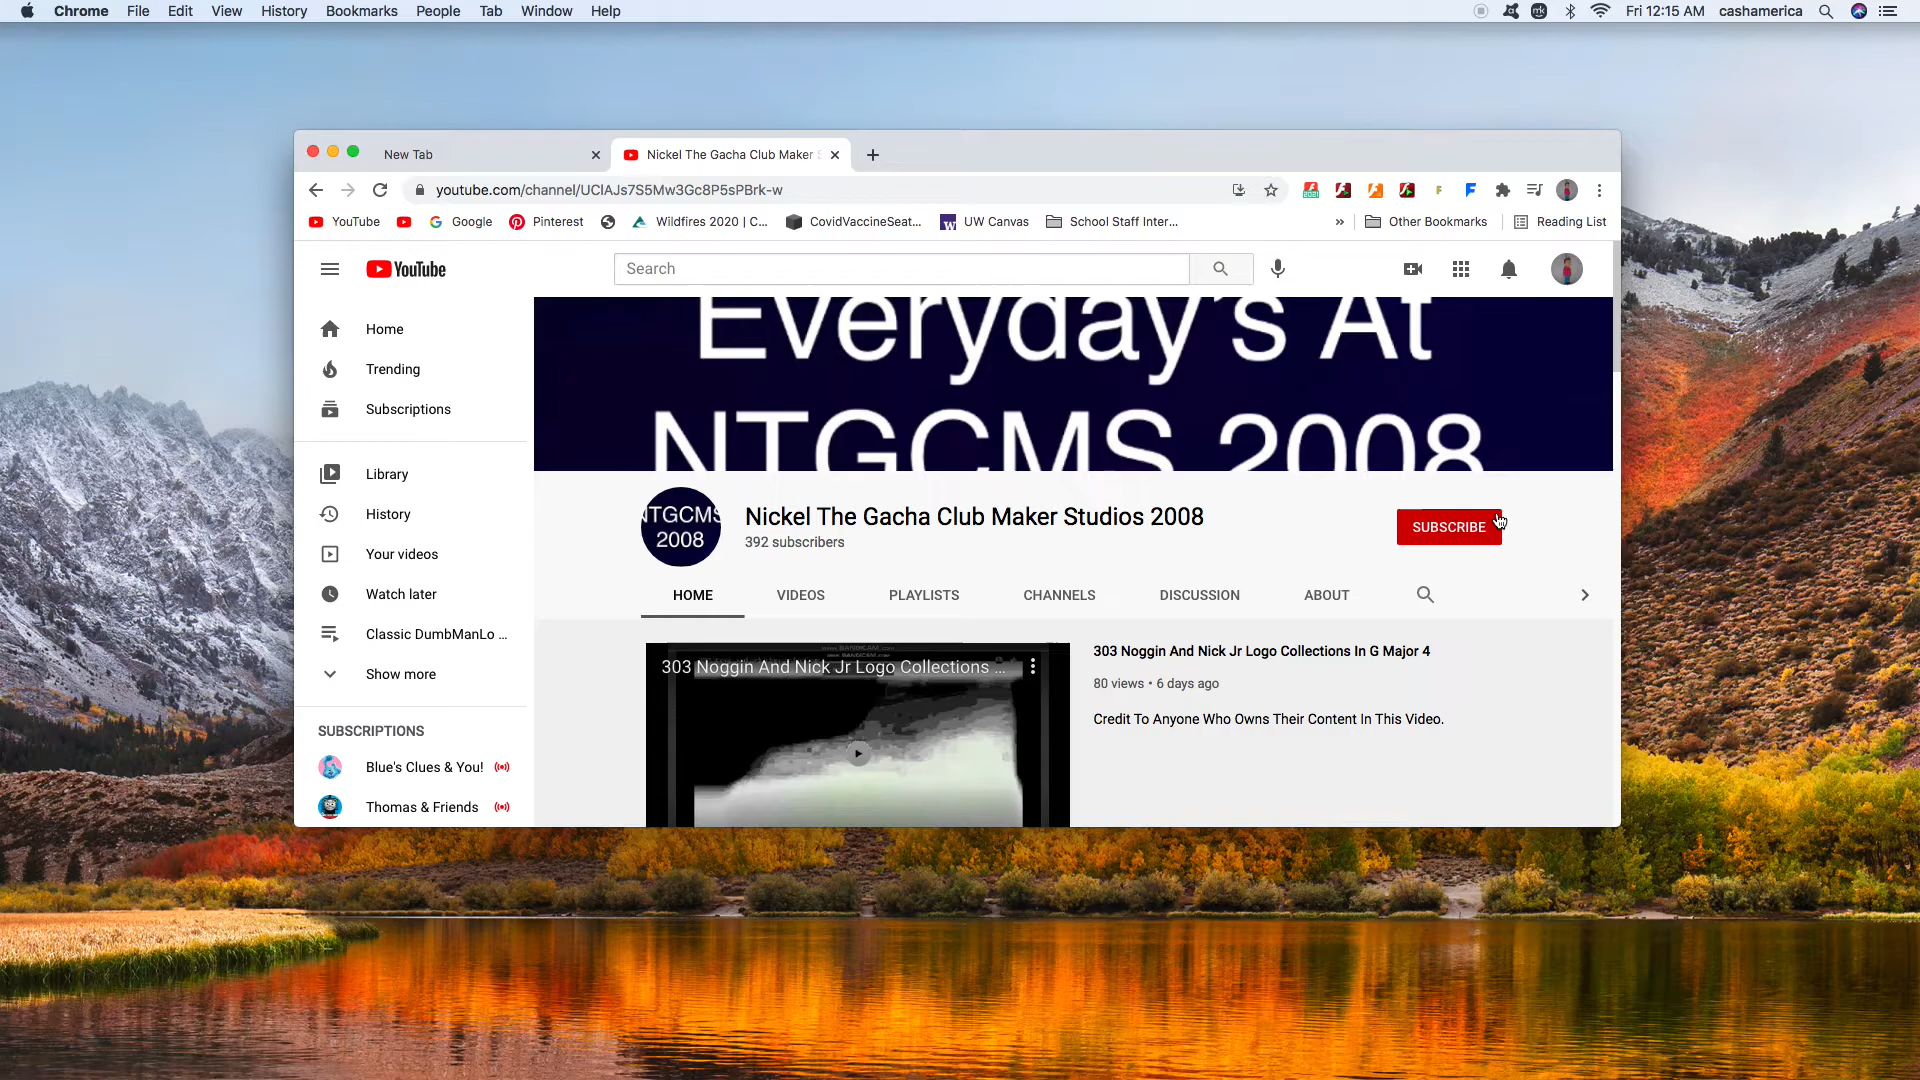 Chrome File Edit View History Bookmarks People Tab Window Help
Fri 12:15 AM cashamerica
New Tab
Nickel The Gacha Club Maker S
youtube.com/channel/UClAJs7S5Mw3Gc8P5sPBrk-w
YouTube
Google
Pinterest
Wildfires 2020 | C...
CovidVaccineSeat...
UW Canvas
School Staff Inter...
»
Other Bookmarks
Reading List
YouTube
Search
Home
Trending
Subscriptions
Library
History
Your videos
Watch later
Classic DumbManLo ...
Show more
SUBSCRIPTIONS
Blue's Clues & You!
Thomas & Friends
Everyday's At
NTGCMS 2008
NTGCMS
2008
Nickel The Gacha Club Maker Studios 2008
392 subscribers
SUBSCRIBE
HOME VIDEOS PLAYLISTS CHANNELS DISCUSSION ABOUT
303 Noggin And Nick Jr Logo Collections ...
303 Noggin And Nick Jr Logo Collections In G Major 4
80 views • 6 days ago
Credit To Anyone Who Owns Their Content In This Video.